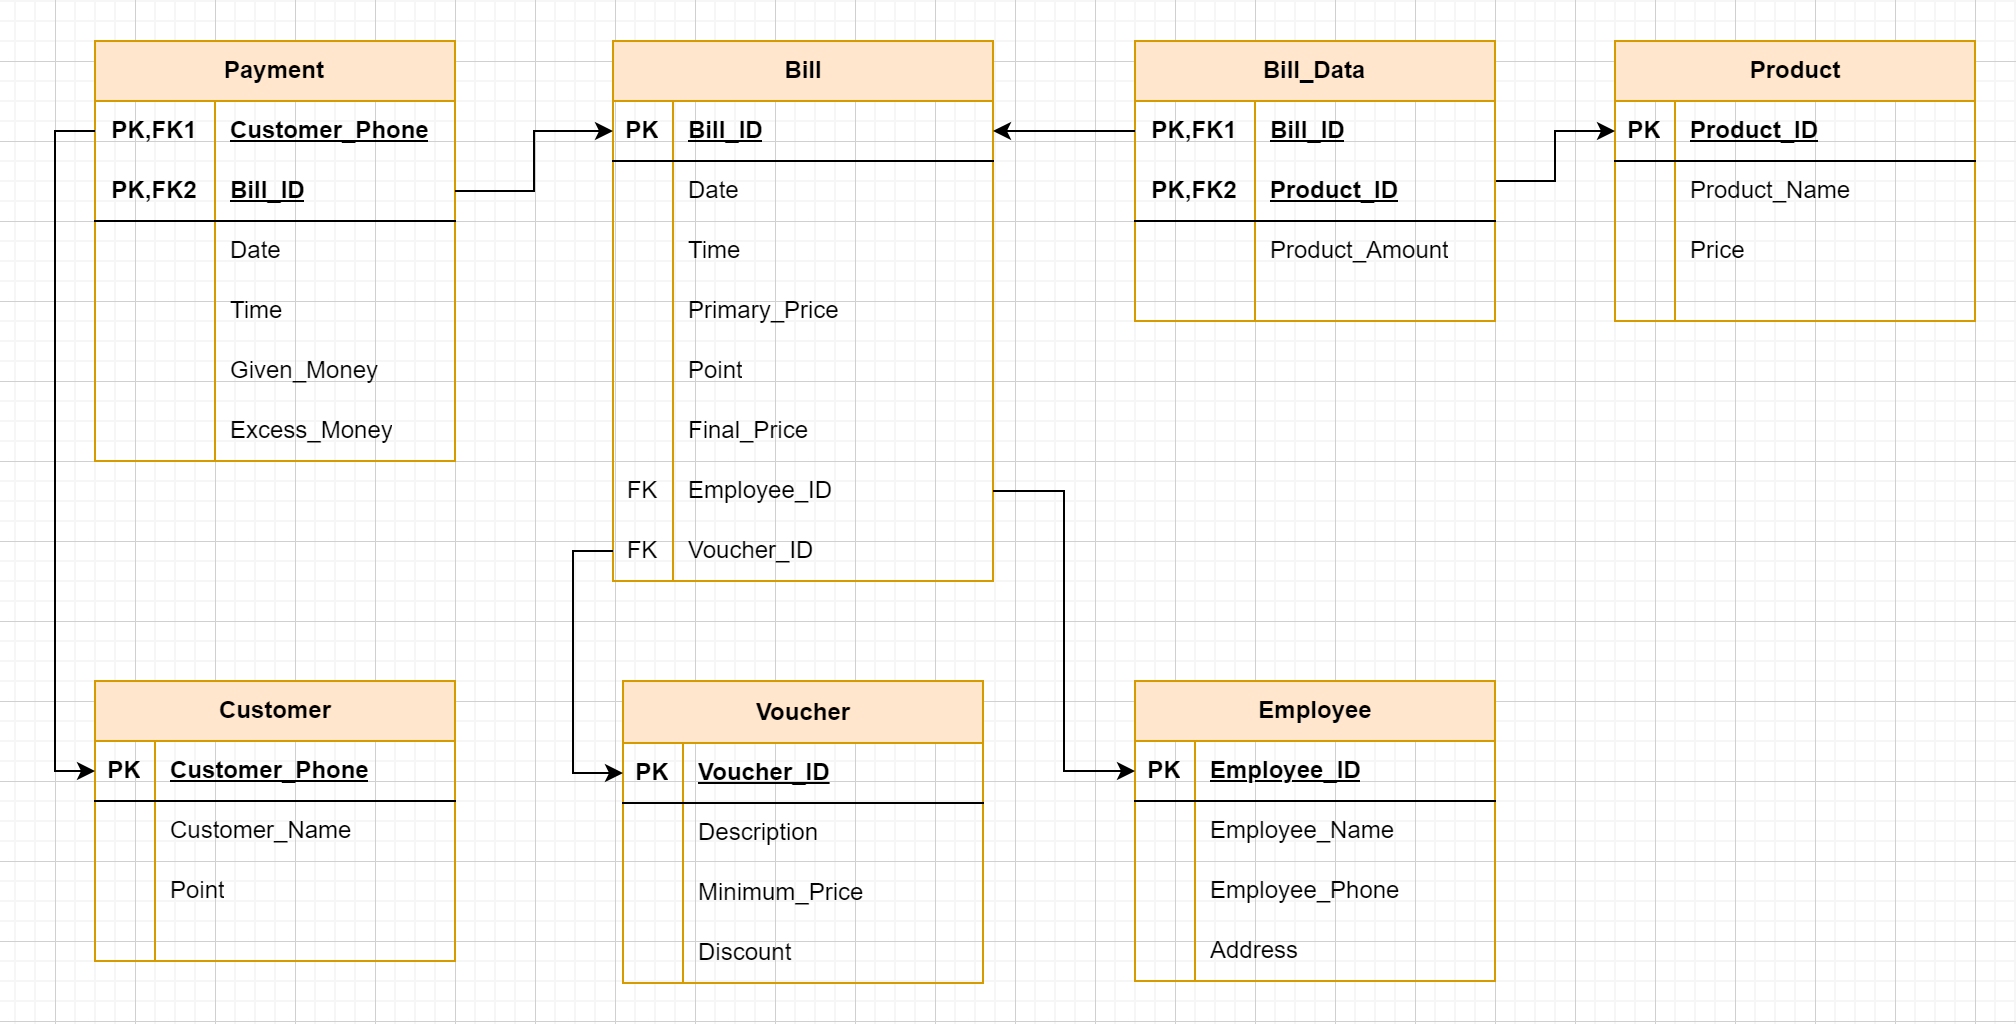 Payment
PK,FK1 Customer_Phone
PK,FK2 Bill_ID
Date
Time
Given_Money
Excess_Money
Bill
PK Bill_ID
Date
Time
Primary_Price
Point
Final_Price
FK Employee_ID
FK Voucher_ID
Bill_Data
PK,FK1 Bill_ID
PK,FK2 Product_ID
Product_Amount
Product
PK Product_ID
Product_Name
Price
Customer
PK Customer_Phone
Customer_Name
Point
Voucher
PK Voucher_ID
Description
Minimum_Price
Discount
Employee
PK Employee_ID
Employee_Name
Employee_Phone
Address